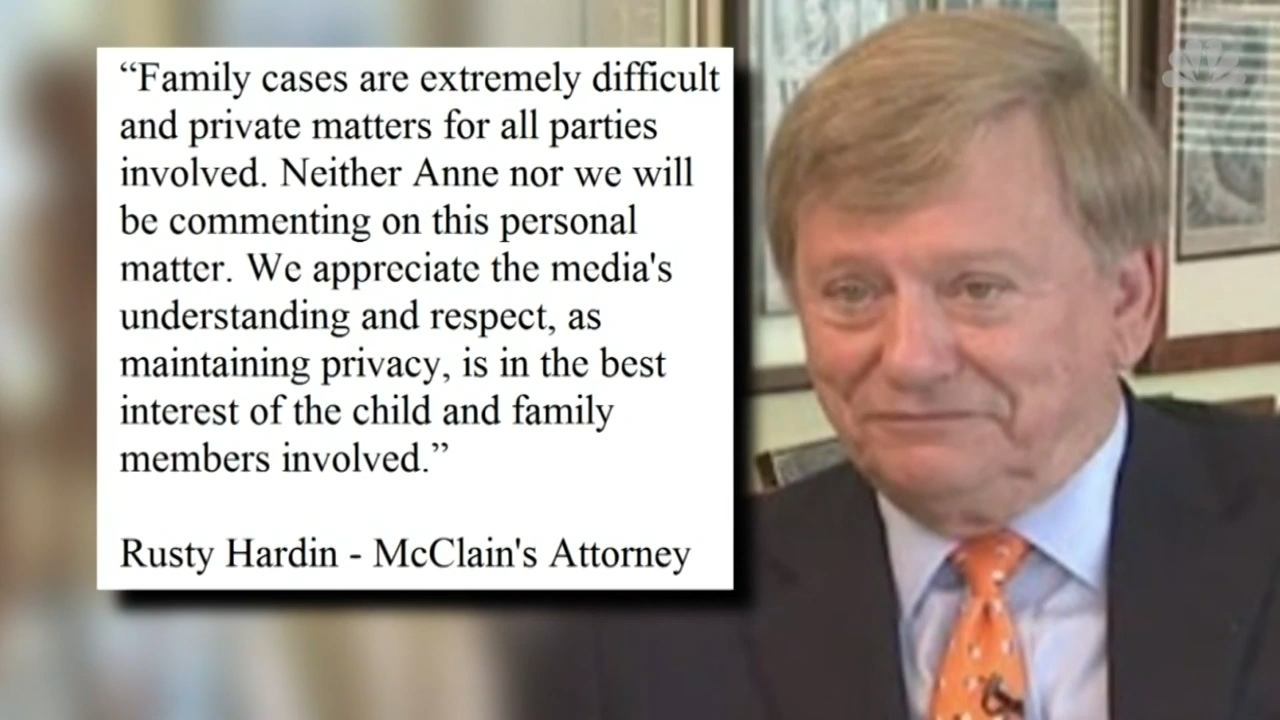 “Family cases are extremely difficult
and private matters for all parties
involved. Neither Anne nor we will
be commenting on this personal
matter. We appreciate the media's
understanding and respect, as
maintaining privacy, is in the best
interest of the child and family
members involved.”
Rusty Hardin - McClain's Attorney